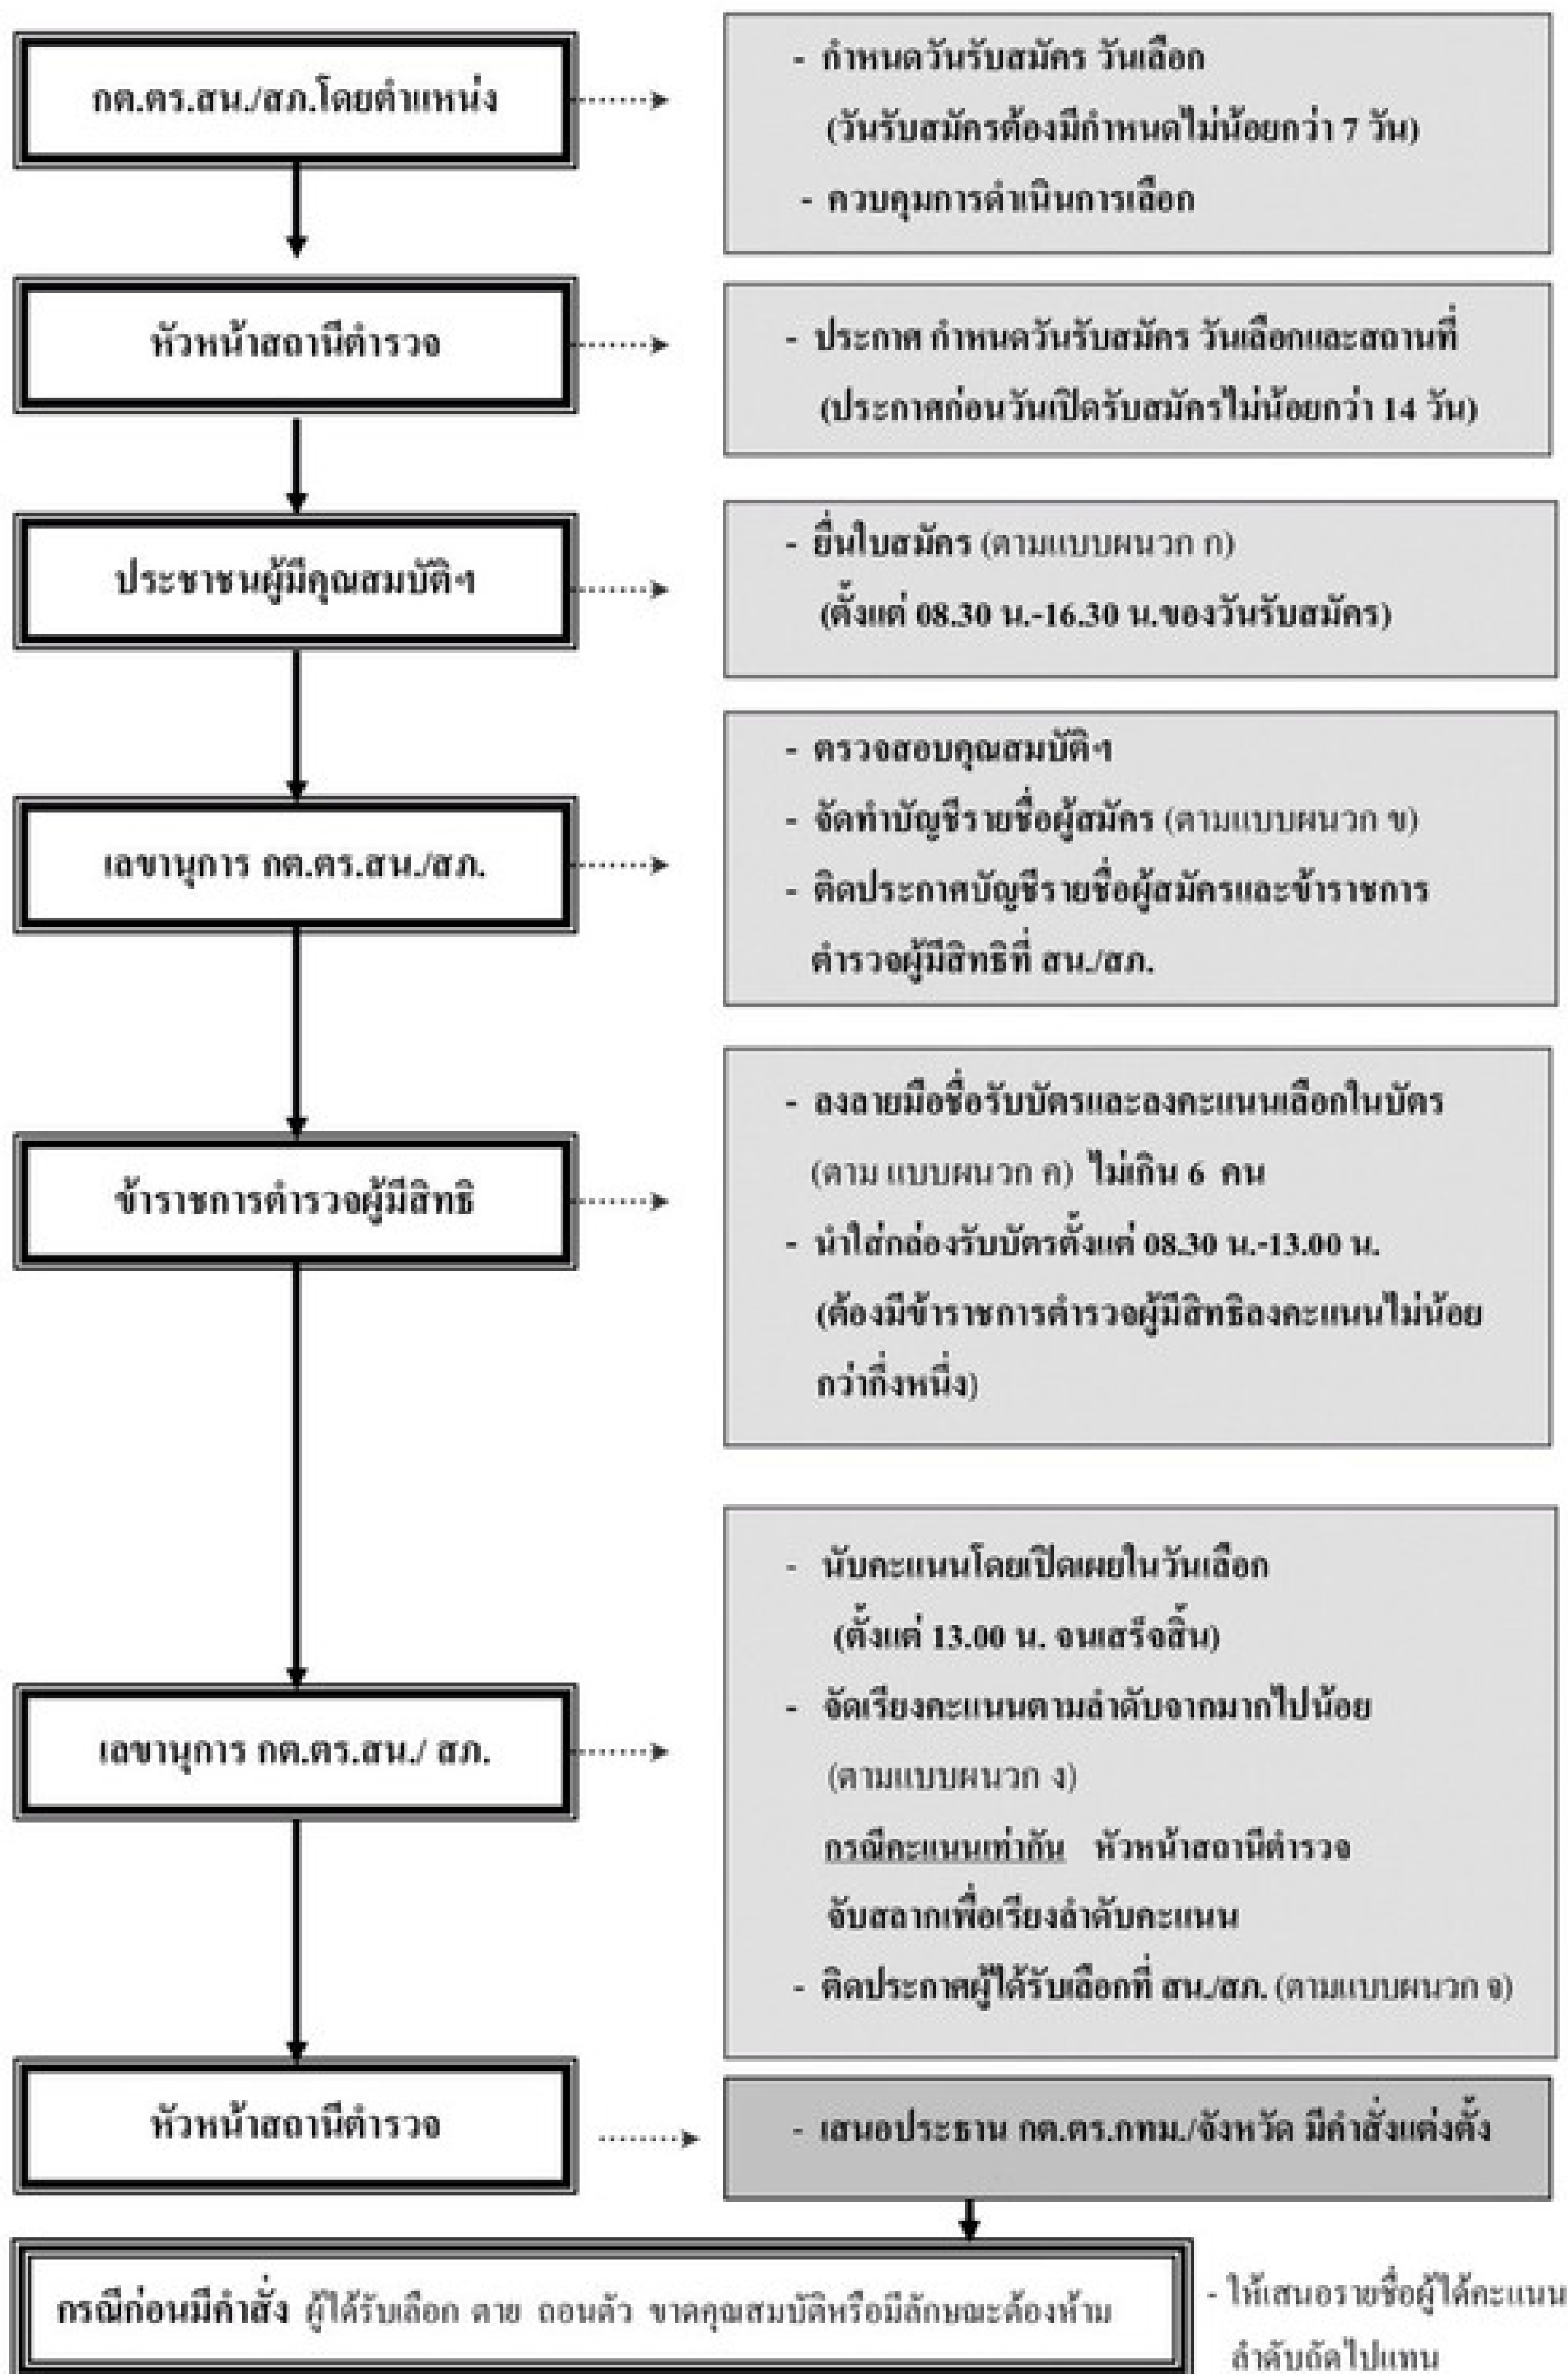 กต.ตร.สน./สภ.โดยตำแหน่ง
- กำหนดวันรับสมัคร วันเลือก
(วันรับสมัครต้องมีกำหนดไม่น้อยกว่า 7 วัน)
- ควบคุมการดำเนินการเลือก
หัวหน้าสถานีตำรวจ
- ประกาศ กำหนดวันรับสมัคร วันเลือกและสถานที่
(ประกาศก่อนวันเปิดรับสมัครไม่น้อยกว่า 14 วัน)
ประชาชนผู้มีคุณสมบัติฯ
- ยื่นใบสมัคร (ตามแบบผนวก ก)
(ตั้งแต่ 08.30 น.-16.30 น.ของวันรับสมัคร)
เลขานุการ กต.ตร.สน./สภ.
- ตรวจสอบคุณสมบัติฯ
- จัดทำบัญชีรายชื่อผู้สมัคร (ตามแบบผนวก ข)
- ติดประกาศบัญชีรายชื่อผู้สมัครและข้าราชการ
ตำรวจผู้มีสิทธิที่ สน./สภ.
ข้าราชการตำรวจผู้มีสิทธิ
- ลงลายมือชื่อรับบัตรและลงคะแนนเลือกในบัตร
(ตาม แบบผนวก ค) ไม่เกิน 6 คน
- นำใส่กล่องรับบัตรตั้งแต่ 08.30 น.-13.00 น.
(ต้องมีข้าราชการตำรวจผู้มีสิทธิลงคะแนนไม่น้อย
กว่ากึ่งหนึ่ง)
เลขานุการ กต.ตร.สน./ สภ.
- นับคะแนนโดยเปิดเผยในวันเลือก
(ตั้งแต่ 13.00 น. จนเสร็จสิ้น)
- จัดเรียงคะแนนตามลำดับจากมากไปน้อย
(ตามแบบผนวก ง)
กรณีคะแนนเท่ากัน หัวหน้าสถานีตำรวจ
จับสลากเพื่อเรียงลำดับคะแนน
- ติดประกาศผู้ได้รับเลือกที่ สน./สภ. (ตามแบบผนวก จ)
หัวหน้าสถานีตำรวจ
- เสนอประธาน กต.ตร.กทม./จังหวัด มีคำสั่งแต่งตั้ง
กรณีก่อนมีคำสั่ง ผู้ได้รับเลือก ตาย ถอนตัว ขาดคุณสมบัติหรือมีลักษณะต้องห้าม
- ให้เสนอรายชื่อผู้ได้คะแนน
ลำดับถัดไปแทน